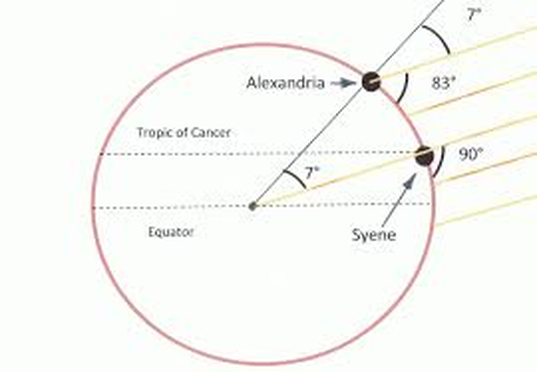 7°
Alexandria
83°
Tropic of Cancer
90°
7°
Equator
Syene